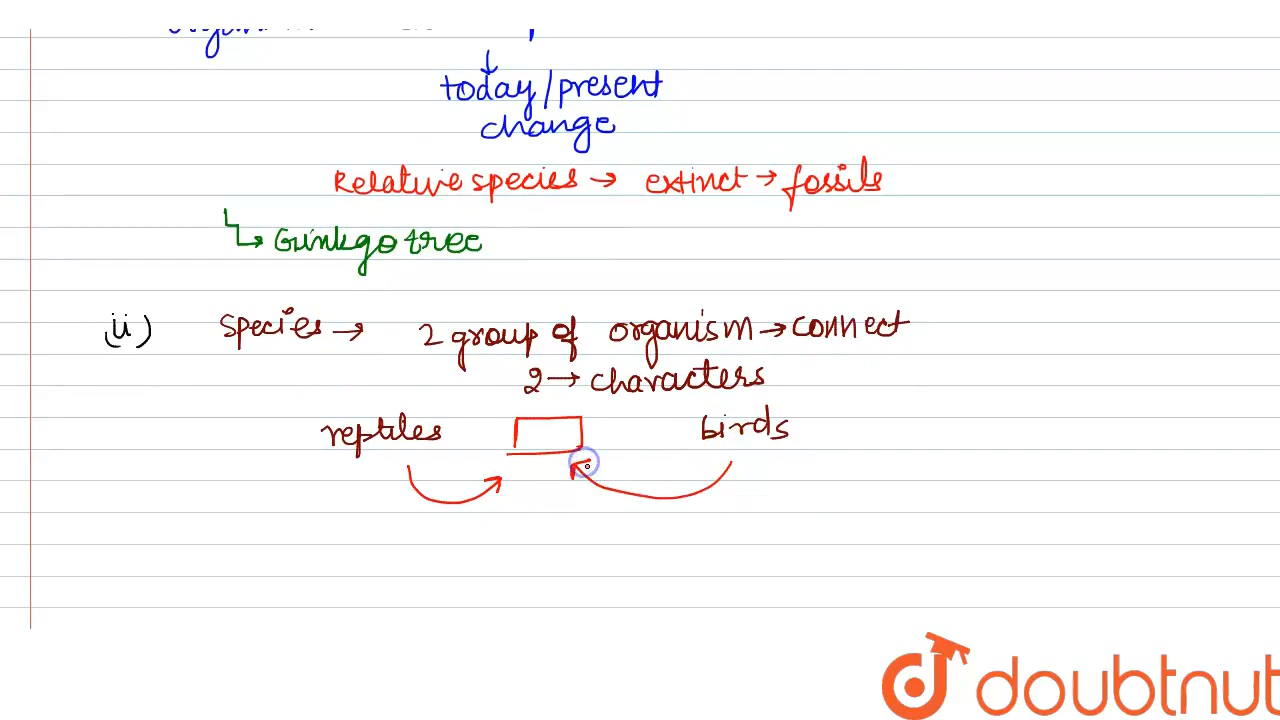 today/present
change
Relative species → extinct → fossils
↳ Ginkgo tree
(ii) Species → 2 group of organism → connect
2 → characters
reptiles birds
doubtnut